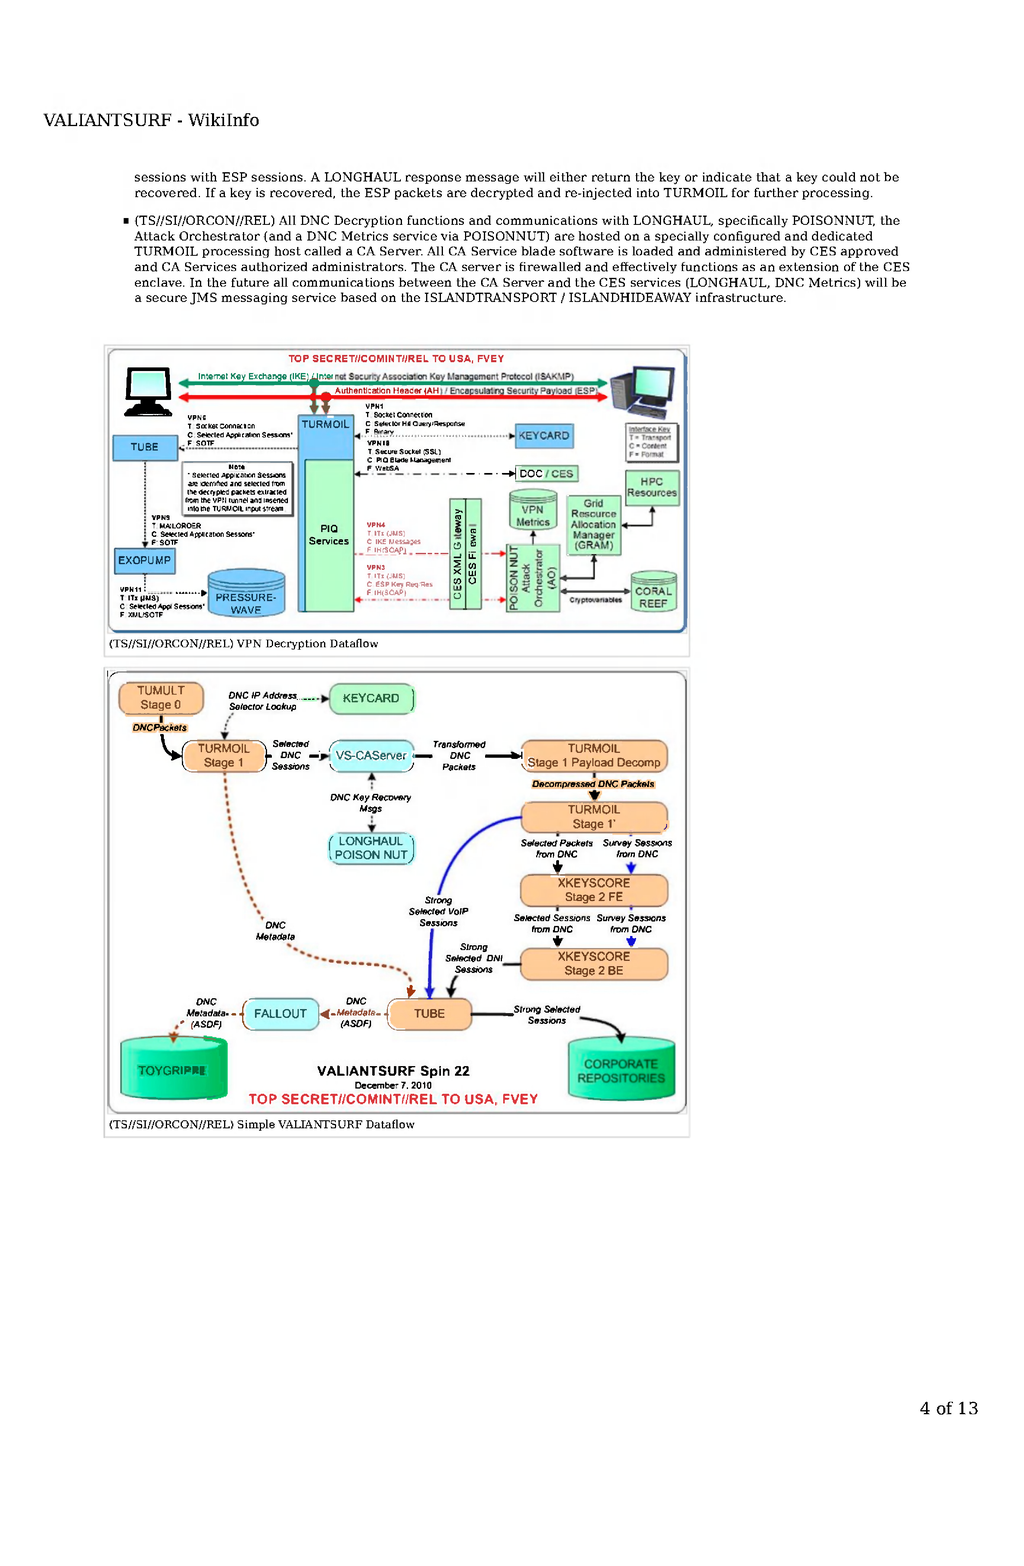 VALIANTSURF - WikiInfo
sessions with ESP sessions. A LONGHAUL response message will either return the key or indicate that a key could not be
recovered. If a key is recovered, the ESP packets are decrypted and re-injected into TURMOIL for further processing.
▪ (TS//SI//ORCON//REL) All DNC Decryption functions and communications with LONGHAUL, specifically POISONNUT, the
Attack Orchestrator (and a DNC Metrics service via POISONNUT) are hosted on a specially configured and dedicated
TURMOIL processing host called a CA Server. All CA Service blade software is loaded and administered by CES approved
and CA Services authorized administrators. The CA server is firewalled and effectively functions as an extension of the CES
enclave. In the future all communications between the CA Server and the CES services (LONGHAUL, DNC Metrics) will be
a secure JMS messaging service based on the ISLANDTRANSPORT / ISLANDHIDEAWAY infrastructure.
TOP SECRET//COMINT//REL TO USA, FVEY
Internet Key Exchange (IKE) / Internet Security Association Key Management Protocol (ISAKMP)
Authentication Header (AH) / Encapsulating Security Payload (ESP)
VPN6
T: Socket Connection
C: Selected Application Sessions*
F: SOTF
TUBE
TURMOIL
VPN1
T: Socket Connection
C: Selector Hit Query/Response
F: Binary
KEYCARD
Interface Key
T = Transport
C = Content
F = Format
VPN18
T: Secure Socket (SSL)
C: PIQ Blade Management
F: WebSA
DOC / CES
Note
* Selected Application Sessions
are identified and selected from
the decrypted packets extracted
from the VPN tunnel and inserted
into the TURMOIL input stream
HPC
Resources
VPN
Metrics
Grid
Resource
Allocation
Manager
(GRAM)
VPN9
T: MAILORDER
C: Selected Application Sessions*
F: SOTF
PIQ
Services
VPN4
T: ITx (JMS)
C: IKE Messages
F: IH(SCAP)
VPN3
T: ITx (JMS)
C: ESP Key Req/Res
F: IH(SCAP)
CES XML Gateway
CES Firewall
POISON NUT
Attack
Orchestrator
(AO)
EXOPUMP
VPN11
T: ITx (JMS)
C: Selected Appl Sessions*
F: XML/SOTF
PRESSURE-
WAVE
Cryptovariables
CORAL
REEF
(TS//SI//ORCON//REL) VPN Decryption Dataflow
TUMULT
Stage 0
DNC IP Address
Selector Lookup
KEYCARD
DNCPackets
TURMOIL
Stage 1
Selected
DNC
Sessions
VS-CAServer
Transformed
DNC
Packets
TURMOIL
Stage 1 Payload Decomp
Decompressed DNC Packets
DNC Key Recovery
Msgs
TURMOIL
Stage 1'
LONGHAUL
POISON NUT
Selected Packets
from DNC
Survey Sessions
from DNC
XKEYSCORE
Stage 2 FE
Strong
Selected VoIP
Sessions
Selected Sessions
from DNC
Survey Sessions
from DNC
DNC
Metadata
Strong
Selected DNI
Sessions
XKEYSCORE
Stage 2 BE
DNC
Metadata
(ASDF)
FALLOUT
DNC
Metadata
(ASDF)
TUBE
Strong Selected
Sessions
TOYGRIPPE
CORPORATE
REPOSITORIES
VALIANTSURF Spin 22
December 7, 2010
TOP SECRET//COMINT//REL TO USA, FVEY
(TS//SI//ORCON//REL) Simple VALIANTSURF Dataflow
4 of 13